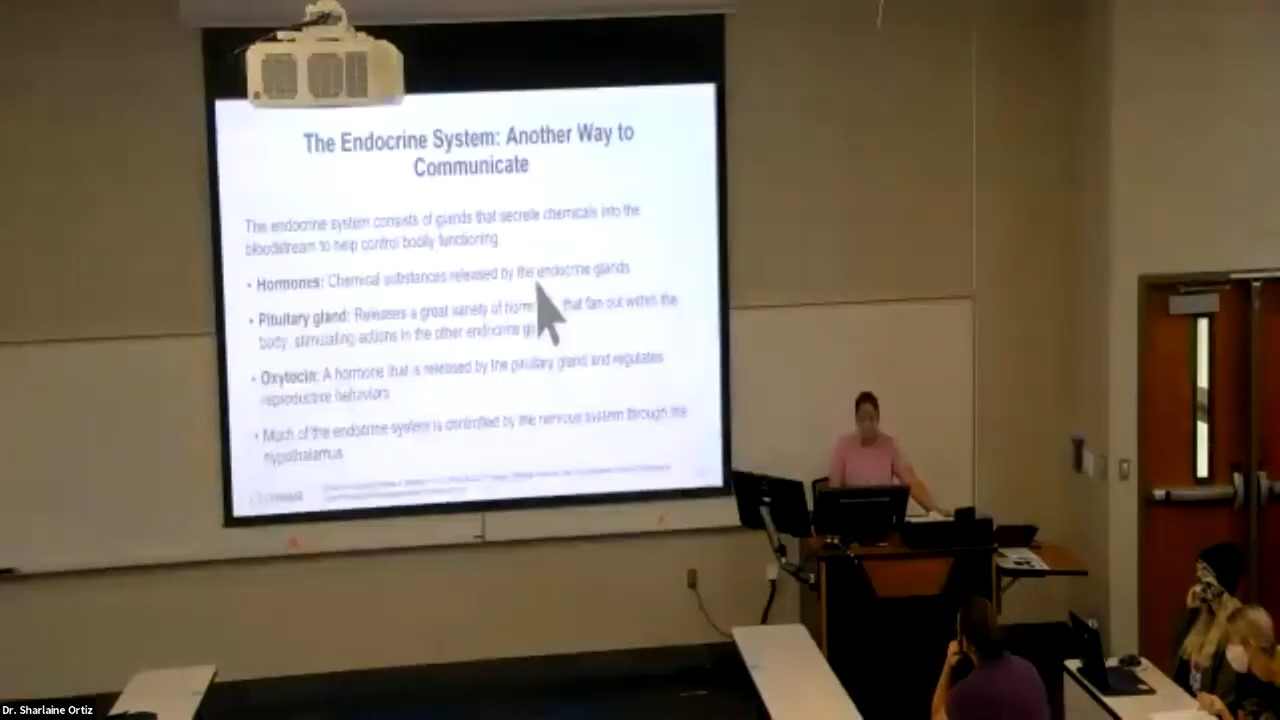 The Endocrine System: Another Way to
Communicate
The endocrine system consists of glands that secrete chemicals into the
bloodstream to help control bodily functioning
• Hormones: Chemical substances released by the endocrine glands
• Pituitary gland: Releases a great variety of that fan out within the
body, stimulating actions in the other endocrine
• Oxytocin: A hormone that is released by the pituitary gland and regulates
reproductive behaviors
• Much of the endocrine system is controlled by the nervous system through the
hypothalamus
Dr. Sharlaine Ortiz